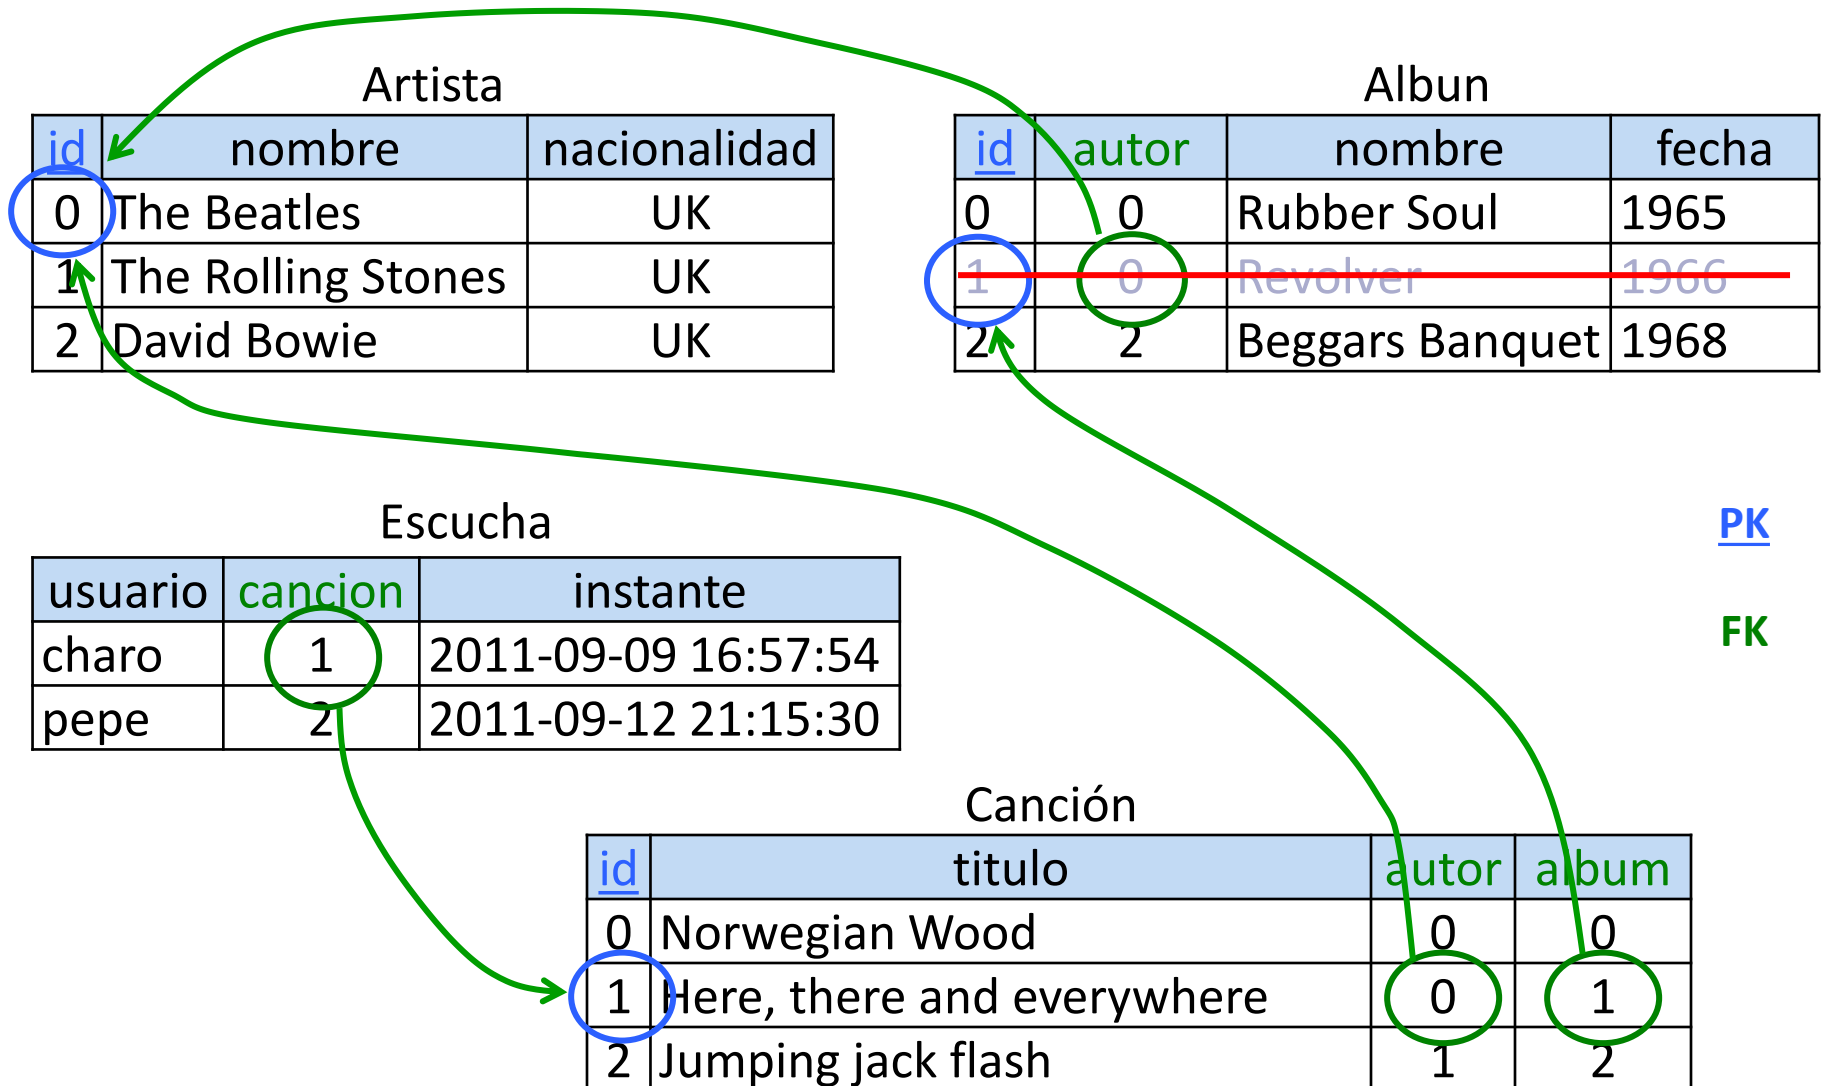 Artista
id nombre nacionalidad
0 The Beatles UK
1 The Rolling Stones UK
2 David Bowie UK
Albun
id autor nombre fecha
0 0 Rubber Soul 1965
1 0 Revolver 1966
2 2 Beggars Banquet 1968
Escucha
usuario cancion instante
charo 1 2011-09-09 16:57:54
pepe 2 2011-09-12 21:15:30
PK
FK
Canción
id titulo autor album
0 Norwegian Wood 0 0
1 Here, there and everywhere 0 1
2 Jumping jack flash 1 2